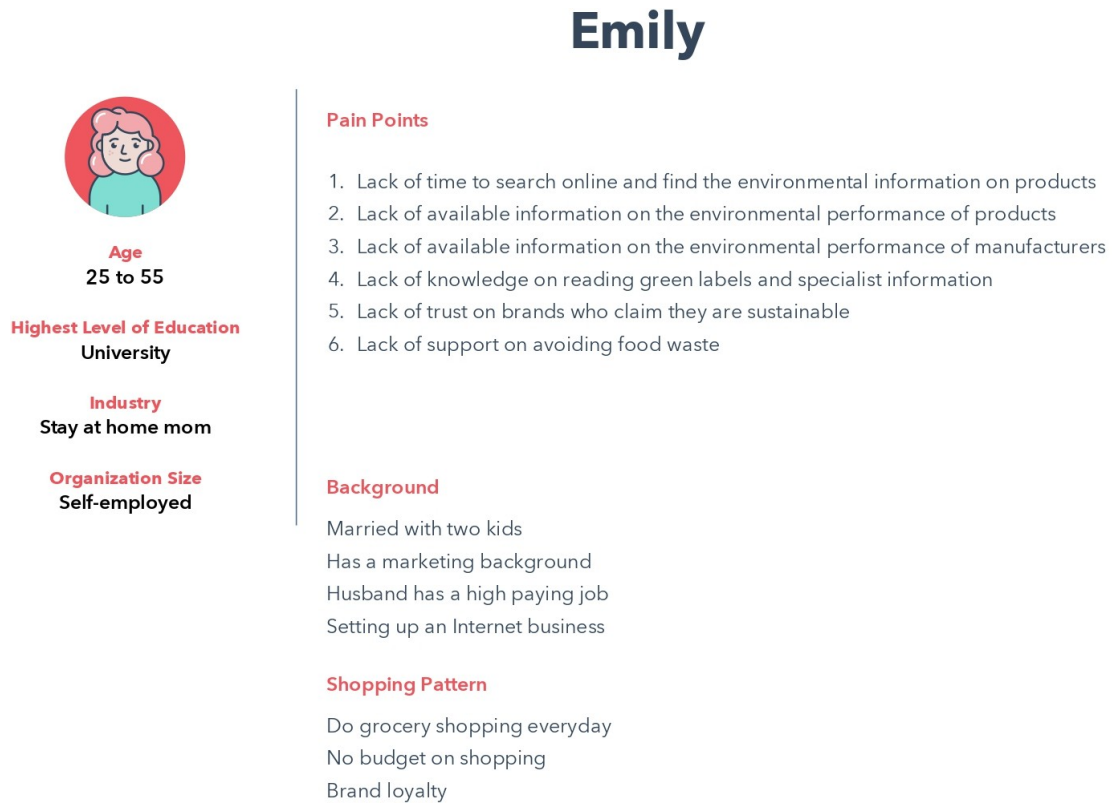 Emily
Age
25 to 55
Highest Level of Education
University
Industry
Stay at home mom
Organization Size
Self-employed
Pain Points
1. Lack of time to search online and find the environmental information on products
2. Lack of available information on the environmental performance of products
3. Lack of available information on the environmental performance of manufacturers
4. Lack of knowledge on reading green labels and specialist information
5. Lack of trust on brands who claim they are sustainable
6. Lack of support on avoiding food waste
Background
Married with two kids
Has a marketing background
Husband has a high paying job
Setting up an Internet business
Shopping Pattern
Do grocery shopping everyday
No budget on shopping
Brand loyalty